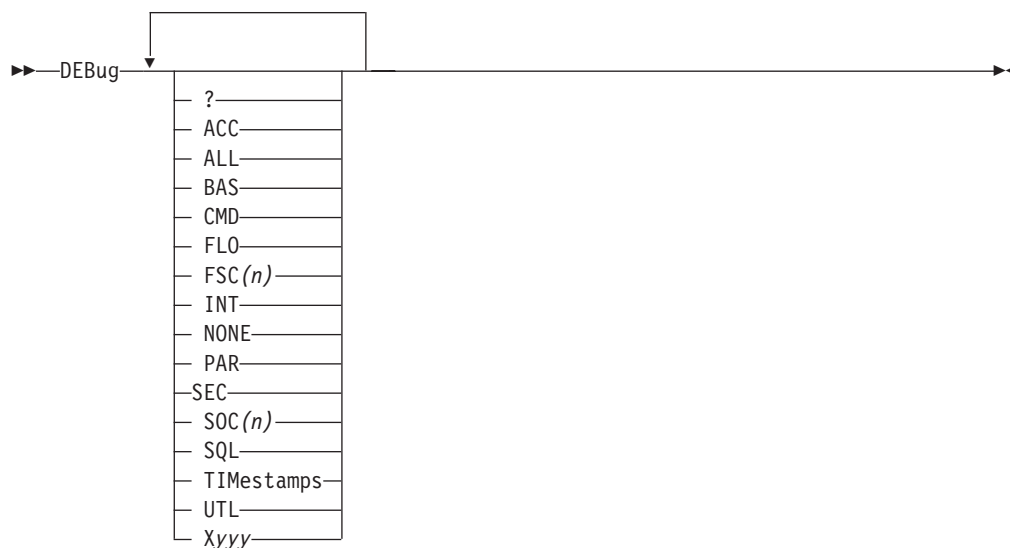 DEBug
?
ACC
ALL
BAS
CMD
FLO
FSC(n)
INT
NONE
PAR
SEC
SOC(n)
SQL
TIMestamps
UTL
Xyyy